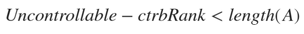 Uncontrollable − ctrbRank < length(A)